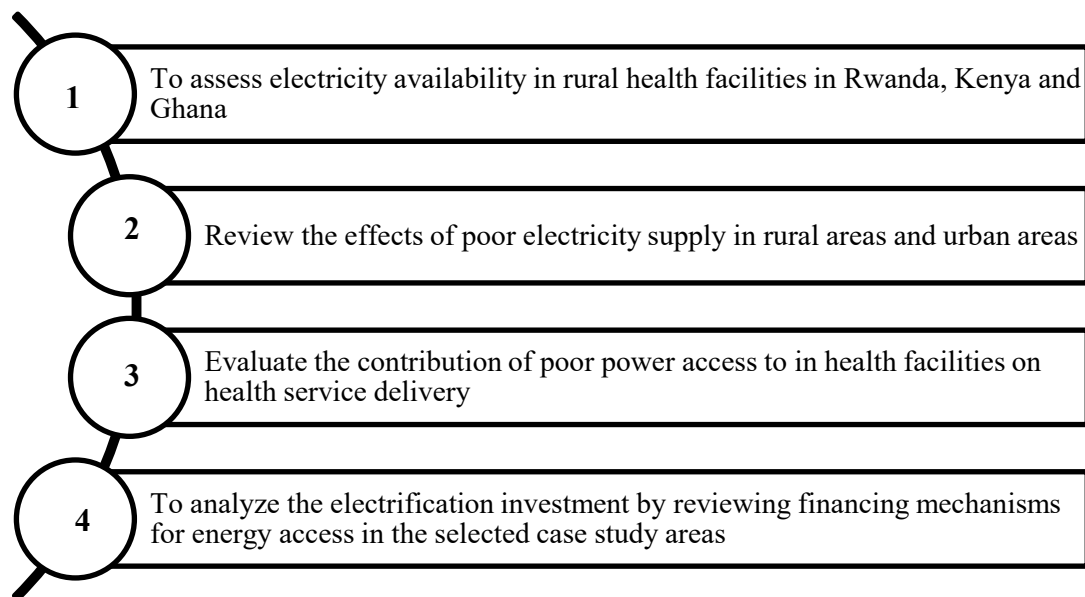 1
To assess electricity availability in rural health facilities in Rwanda, Kenya and
Ghana
2
Review the effects of poor electricity supply in rural areas and urban areas
3
Evaluate the contribution of poor power access to in health facilities on
health service delivery
4
To analyze the electrification investment by reviewing financing mechanisms
for energy access in the selected case study areas